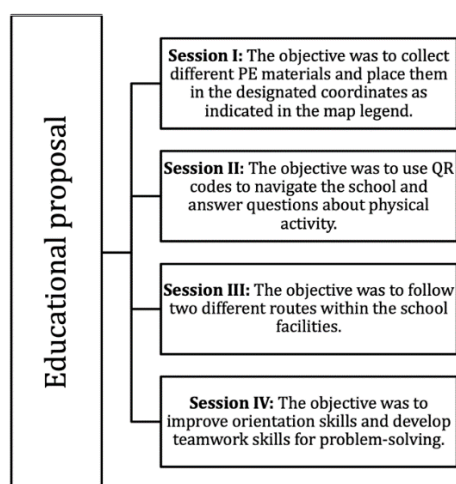 Educational proposal
Session I: The objective was to collect
different PE materials and place them
in the designated coordinates as
indicated in the map legend.
Session II: The objective was to use QR
codes to navigate the school and
answer questions about physical
activity.
Session III: The objective was to follow
two different routes within the school
facilities.
Session IV: The objective was to
improve orientation skills and develop
teamwork skills for problem-solving.